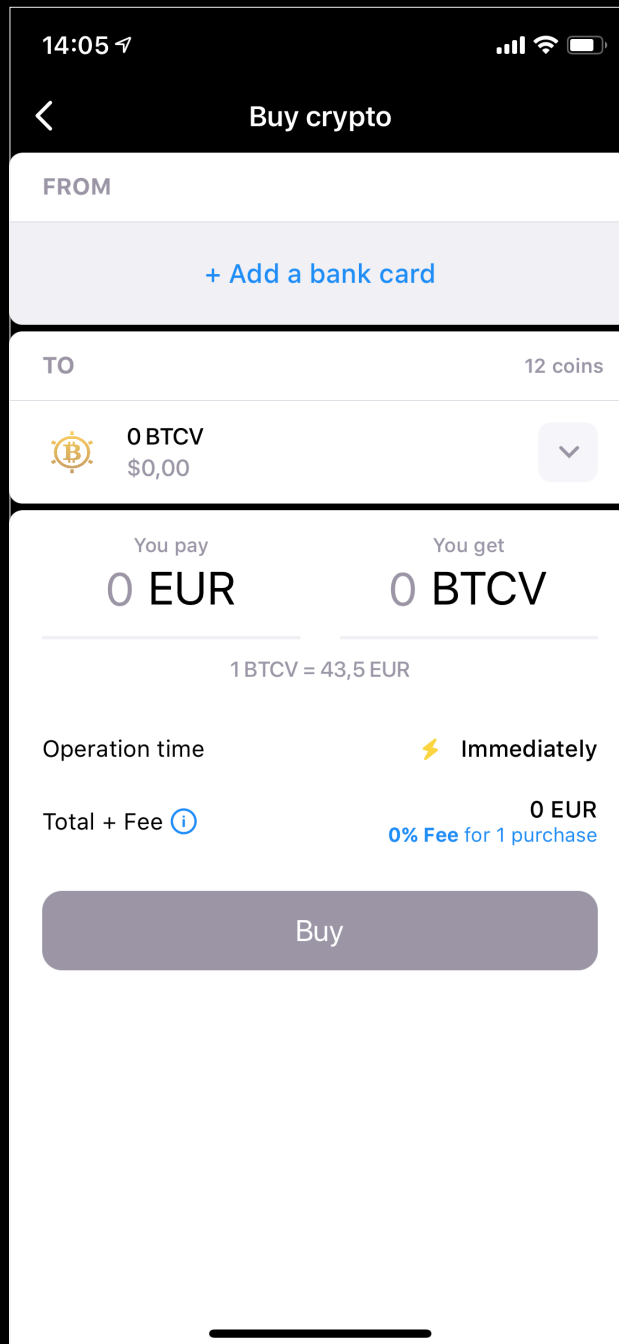 14:05
Buy crypto
FROM
+ Add a bank card
TO
12 coins
0 BTCV
$0,00
You pay
You get
0 EUR
0 BTCV
1 BTCV = 43,5 EUR
Operation time
Immediately
Total + Fee
0 EUR
0% Fee for 1 purchase
Buy